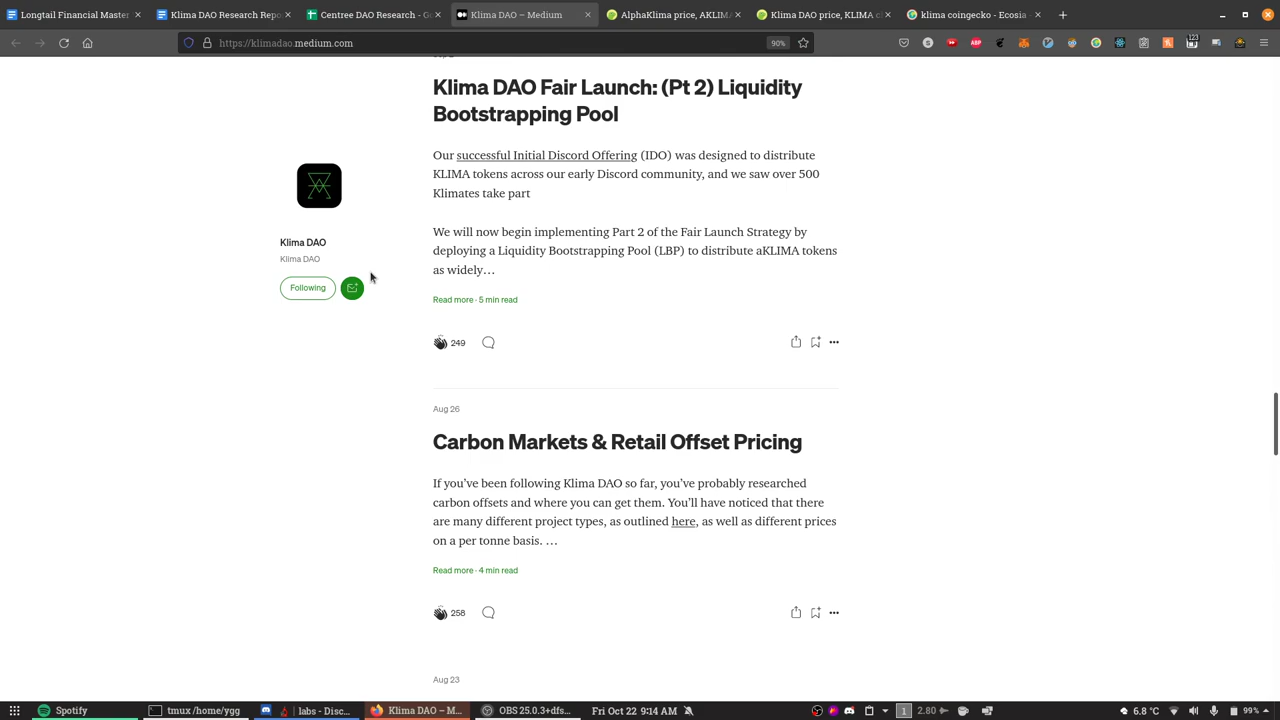 Longtail Financial Master
Klima DAO Research Repo
Centree DAO Research - G
Klima DAO – Medium
AlphaKlima price, AKLIMA
Klima DAO price, KLIMA c
klima coingecko - Ecosia
https://klimadao.medium.com
90%
ABP
123
Klima DAO Fair Launch: (Pt 2) Liquidity
Bootstrapping Pool
Our successful Initial Discord Offering (IDO) was designed to distribute
KLIMA tokens across our early Discord community, and we saw over 500
Klimates take part
We will now begin implementing Part 2 of the Fair Launch Strategy by
deploying a Liquidity Bootstrapping Pool (LBP) to distribute aKLIMA tokens
as widely…
Read more · 5 min read
249
Klima DAO
Klima DAO
Following
Aug 26
Carbon Markets & Retail Offset Pricing
If you’ve been following Klima DAO so far, you’ve probably researched
carbon offsets and where you can get them. You’ll have noticed that there
are many different project types, as outlined here, as well as different prices
on a per tonne basis. …
Read more · 4 min read
258
Aug 23
Spotify
tmux /home/ygg
| labs - Disc...
Klima DAO – M...
OBS 25.0.3+dfs...
Fri Oct 22 9:14 AM
1
2.80
6.8 °C
99%